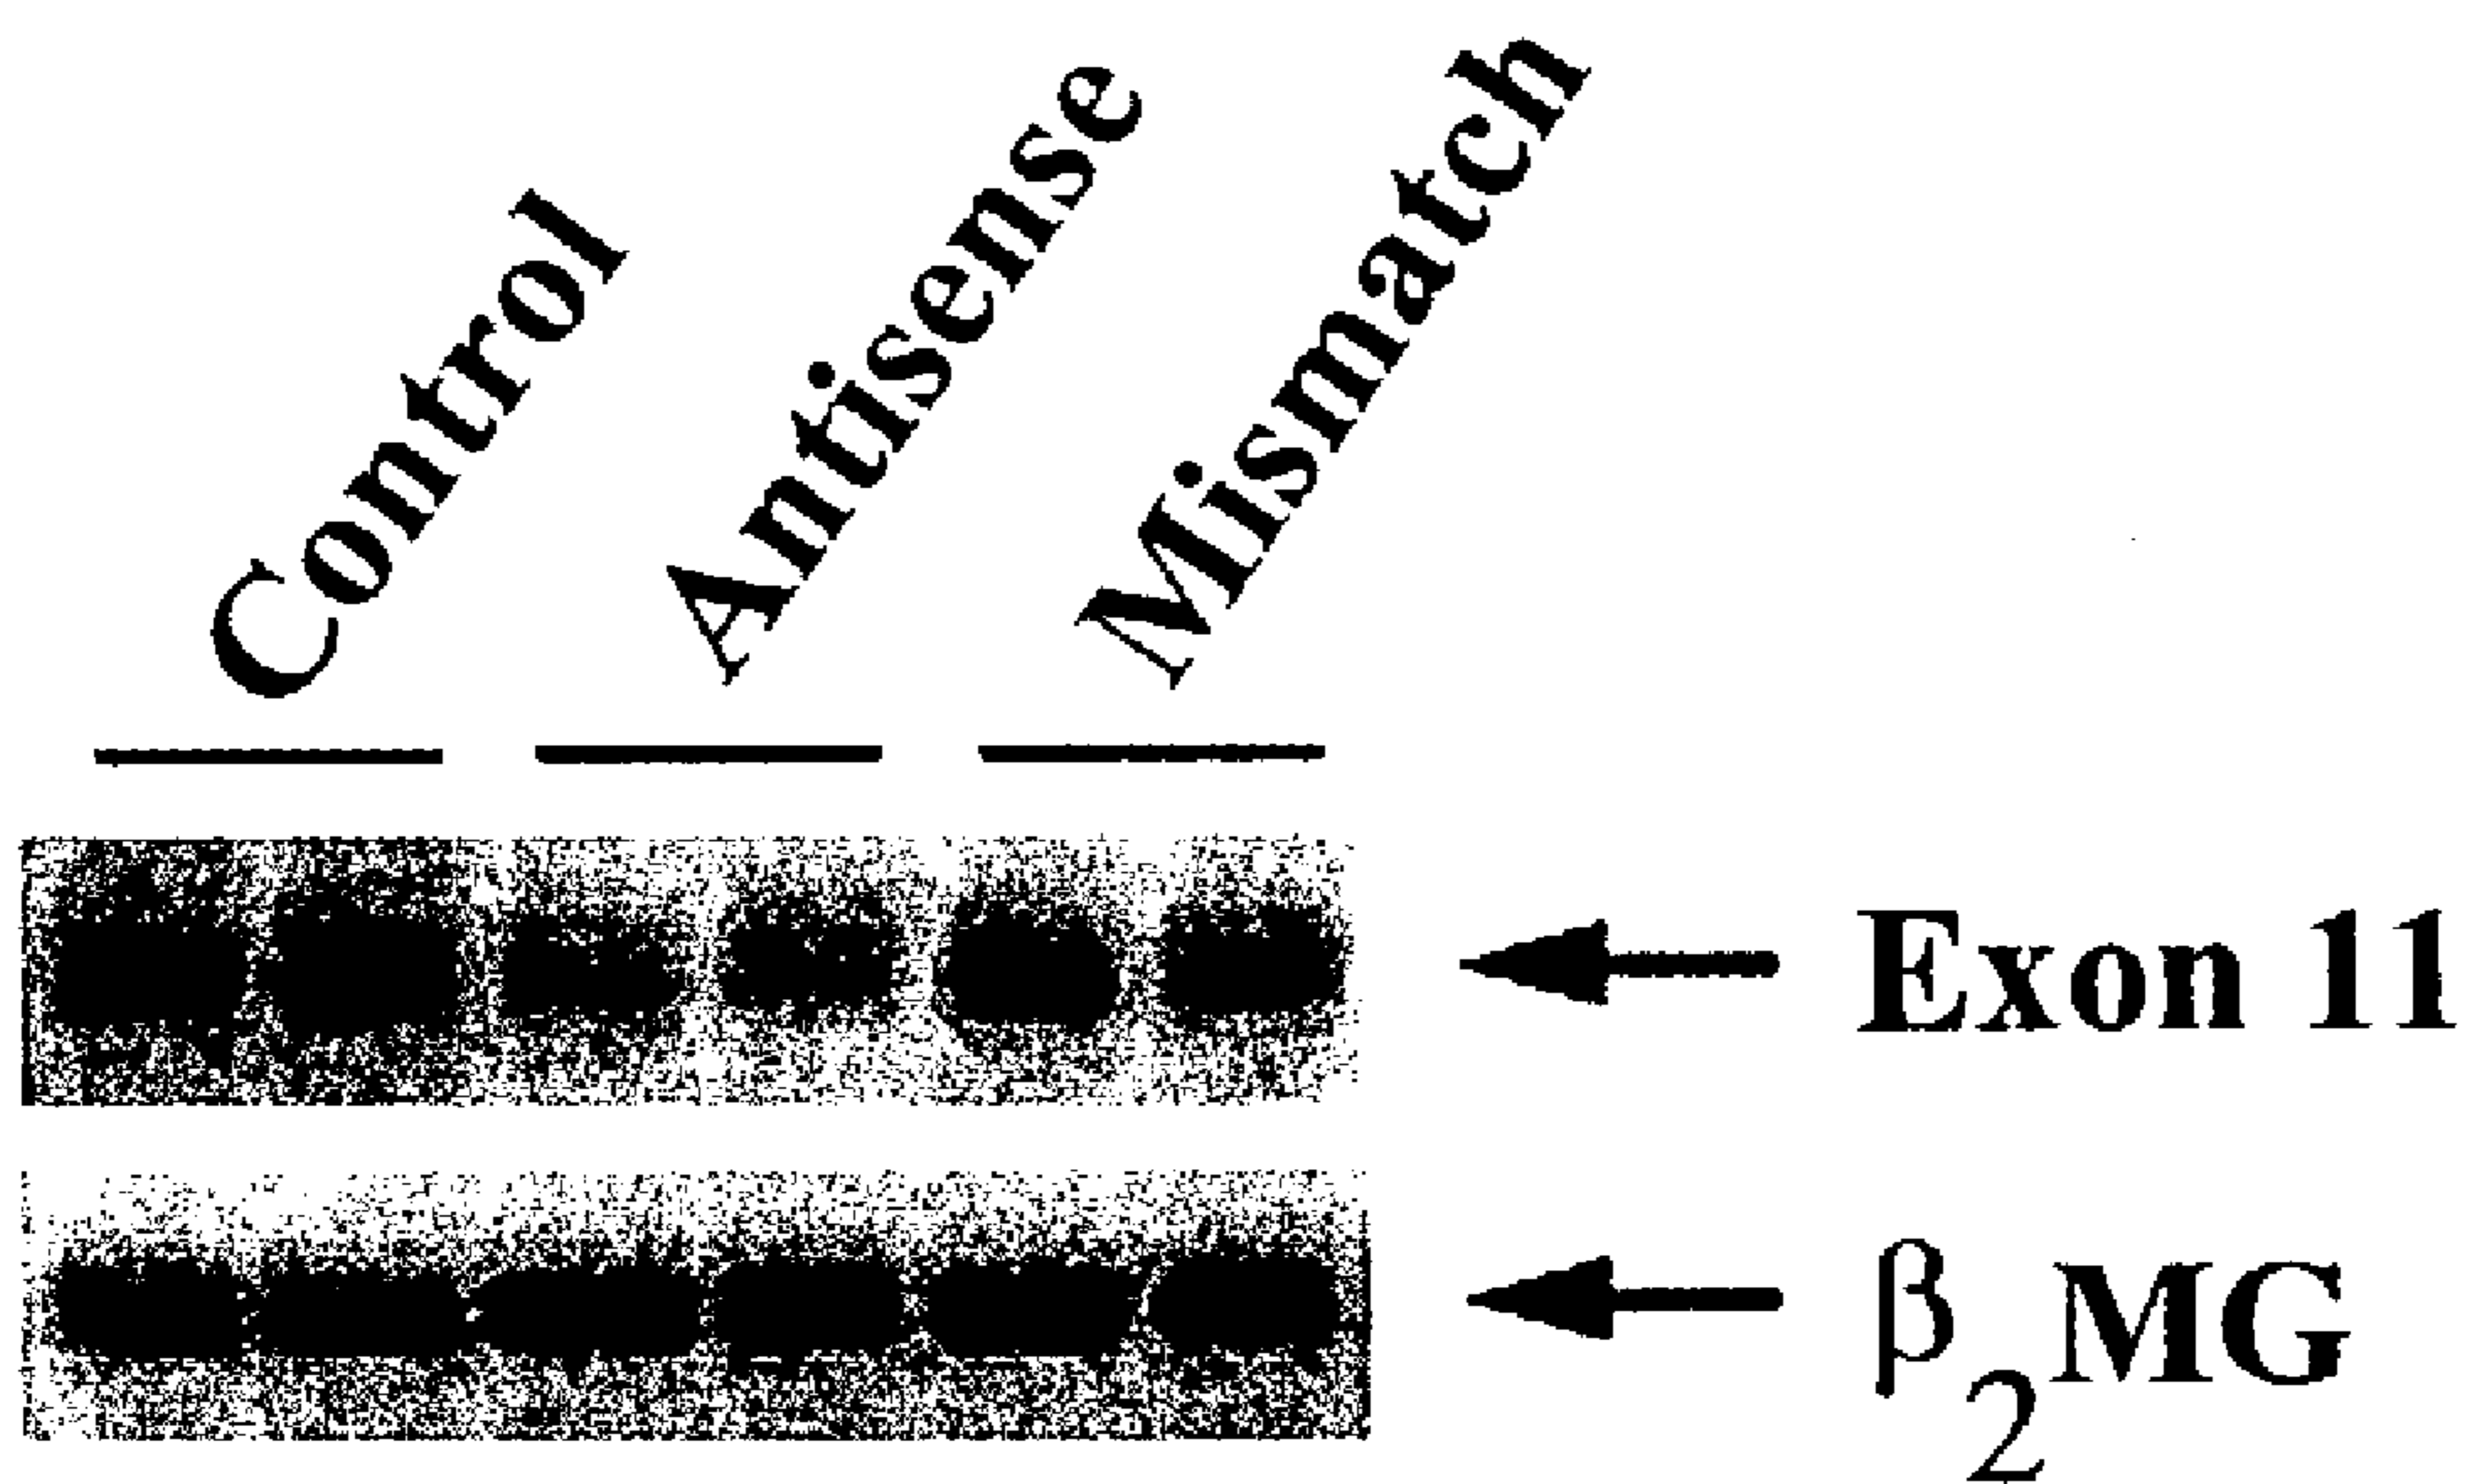 Control
Antisense
Mismatch
Exon 11
β2MG